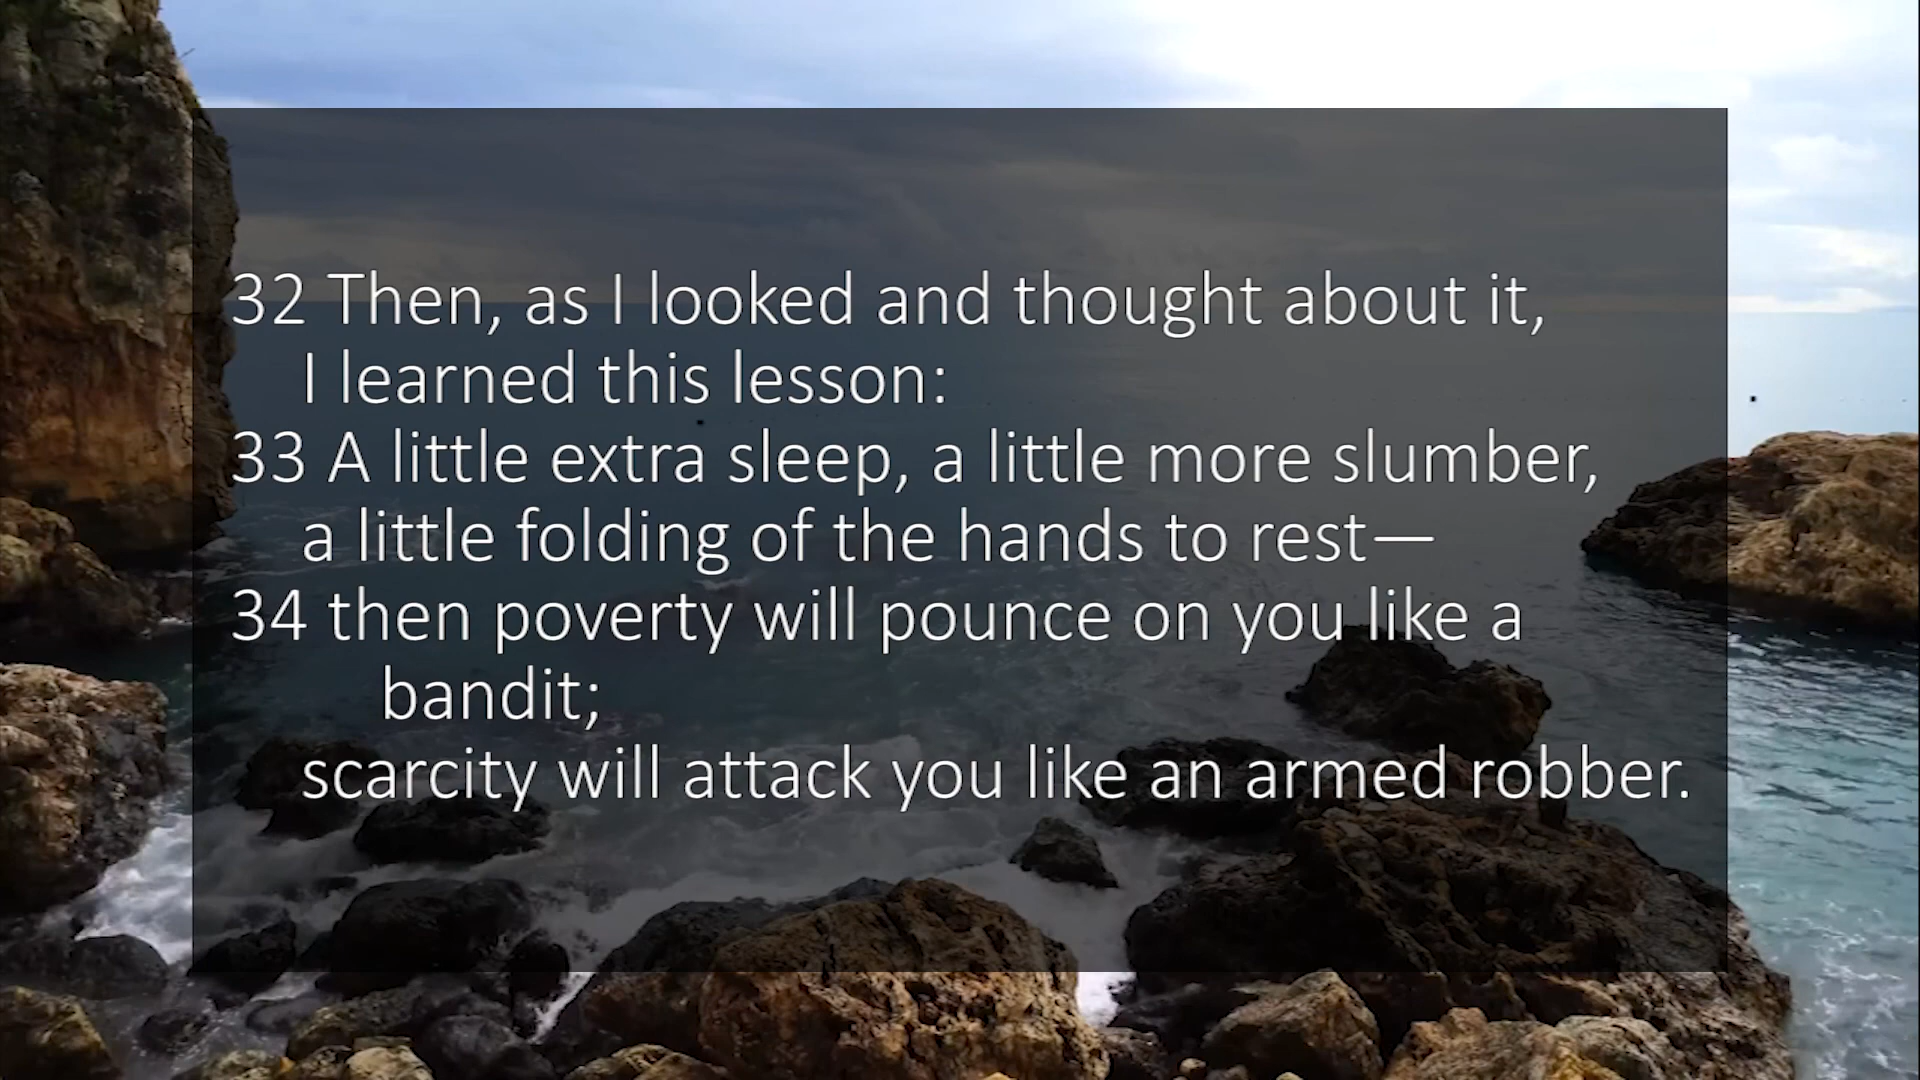 32 Then, as I looked and thought about it,
I learned this lesson:
33 A little extra sleep, a little more slumber,
a little folding of the hands to rest—
34 then poverty will pounce on you like a
bandit;
scarcity will attack you like an armed robber.